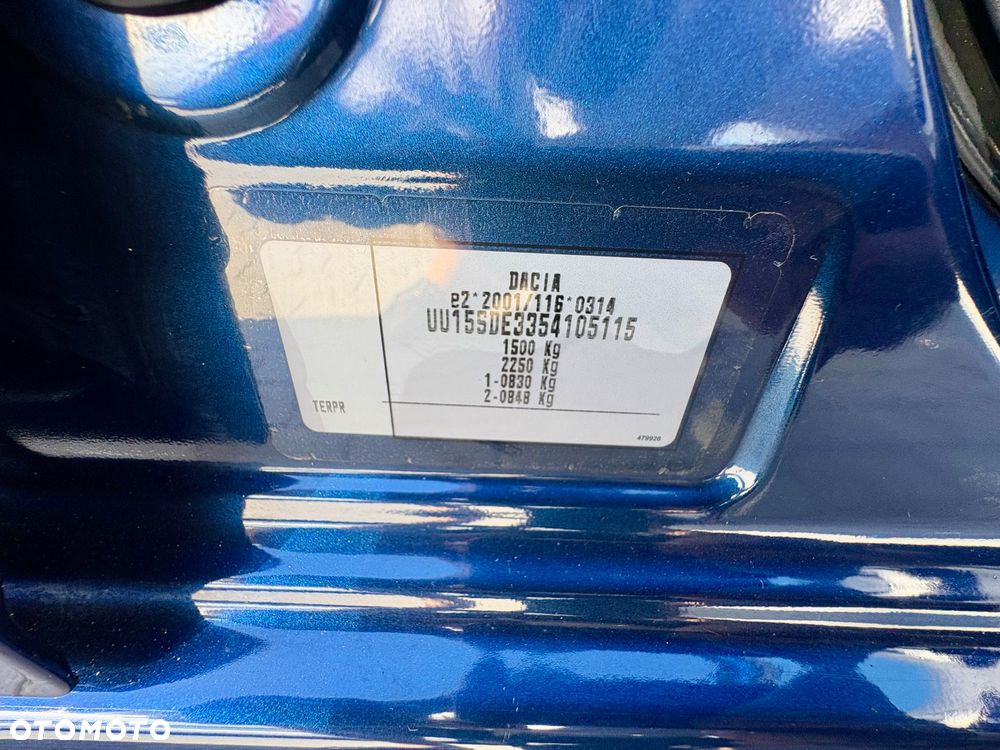 DACIA
e2*2001/116*0314
UU15SDE3354105115
1500 Kg
2250 Kg
1-0830 Kg
2-0848 Kg
TERPR
479926
OTOMOTO